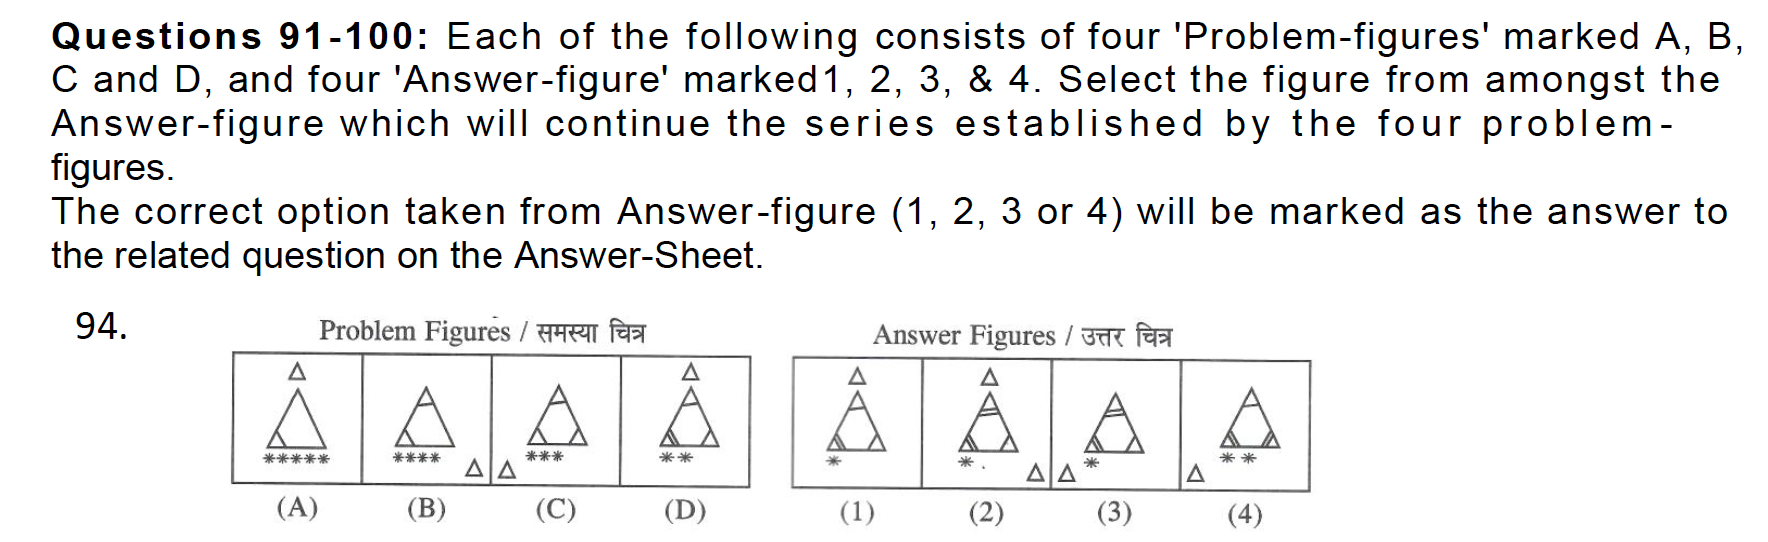 Questions 91-100: Each of the following consists of four 'Problem-figures' marked A, B,
C and D, and four 'Answer-figure' marked1, 2, 3, & 4. Select the figure from amongst the
Answer-figure which will continue the series established by the four problem-
figures.
The correct option taken from Answer-figure (1, 2, 3 or 4) will be marked as the answer to
the related question on the Answer-Sheet.
94.
Problem Figures / समस्या चित्र
Answer Figures / उत्तर चित्र
(A) (B) (C) (D)
(1) (2) (3) (4)